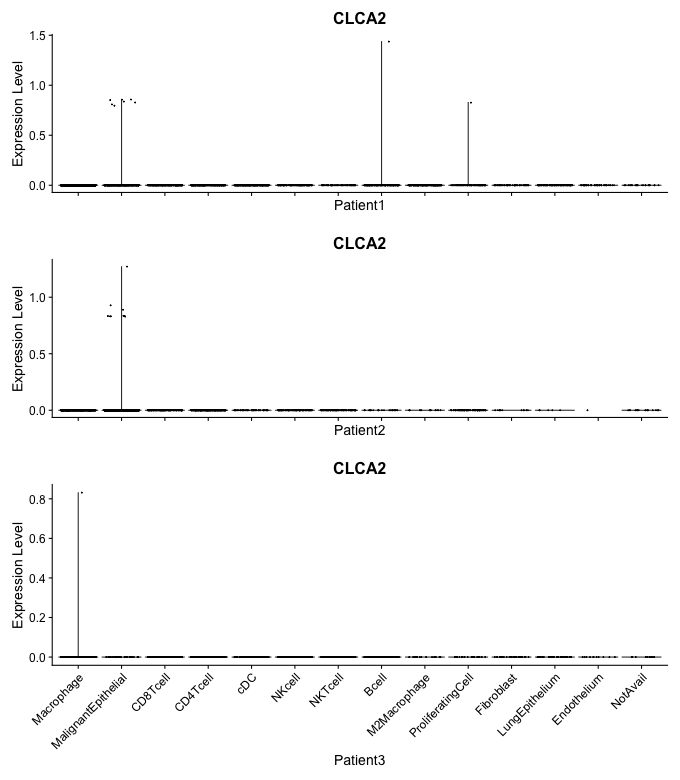 CLCA2
1.5
1.0
0.5
0.0
Expression Level
Patient1
CLCA2
1.0
0.5
0.0
Expression Level
Patient2
CLCA2
0.8
0.6
0.4
0.2
0.0
Expression Level
Macrophage
MalignantEpithelial
CD8Tcell
CD4Tcell
cDC
NKcell
NKTcell
Bcell
M2Macrophage
ProliferatingCell
Fibroblast
LungEpithelium
Endothelium
NotAvail
Patient3